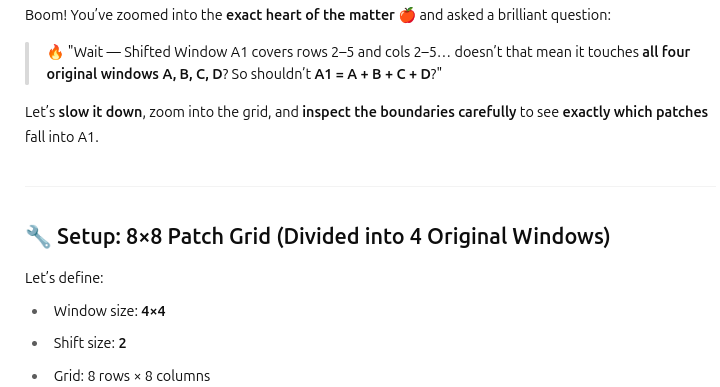 Boom! You've zoomed into the exact heart of the matter 🍎 and asked a brilliant question:
🔥 "Wait — Shifted Window A1 covers rows 2–5 and cols 2–5… doesn't that mean it touches all four
original windows A, B, C, D? So shouldn't A1 = A + B + C + D?"
Let's slow it down, zoom into the grid, and inspect the boundaries carefully to see exactly which patches
fall into A1.
🔧 Setup: 8×8 Patch Grid (Divided into 4 Original Windows)
Let's define:
• Window size: 4×4
• Shift size: 2
• Grid: 8 rows × 8 columns